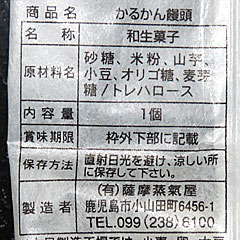 商品名 かるかん饅頭
名称 和生菓子
原材料名 砂糖、米粉、山芋、
小豆、オリゴ糖、麦芽
糖/トレハロース
内容量 1個
賞味期限 枠外下部に記載
保存方法 直射日光を避け、涼しい所
に保存して下さい。
製造者 (有)薩摩蒸氣屋
鹿児島市小山田町6456-1
TEL.099(238)6100